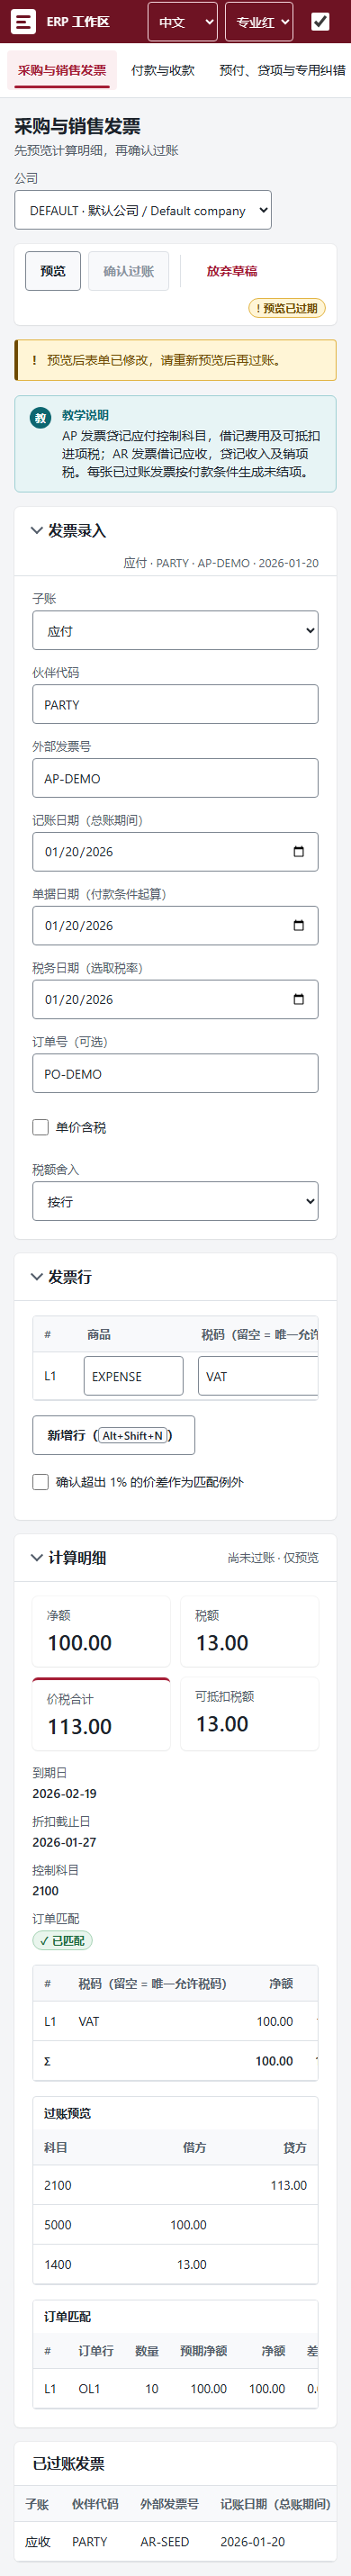 ERP 工作区
中文
专业红
采购与销售发票
付款与收款
预付、贷项与专用纠错
采购与销售发票
先预览计算明细，再确认过账
公司
DEFAULT · 默认公司 / Default company
预览
确认过账
放弃草稿
! 预览已过期
! 预览后表单已修改，请重新预览后再过账。
教
教学说明
AP 发票贷记应付控制科目，借记费用及可抵扣
进项税；AR 发票借记应收，贷记收入及销项
税。每张已过账发票按付款条件生成未结项。
发票录入
应付 · PARTY · AP-DEMO · 2026-01-20
子账
应付
伙伴代码
PARTY
外部发票号
AP-DEMO
记账日期（总账期间）
01/20/2026
单据日期（付款条件起算）
01/20/2026
税务日期（选取税率）
01/20/2026
订单号（可选）
PO-DEMO
单价含税
税额舍入
按行
发票行
# 商品 税码（留空 = 唯一允许
L1 EXPENSE VAT
新增行（Alt+Shift+N）
确认超出 1% 的价差作为匹配例外
计算明细
尚未过账 · 仅预览
净额 税额
100.00 13.00
价税合计 可抵扣税额
113.00 13.00
到期日
2026-02-19
折扣截止日
2026-01-27
控制科目
2100
订单匹配
✓ 已匹配
# 税码（留空 = 唯一允许税码） 净额
L1 VAT 100.00
Σ 100.00
过账预览
科目 借方 贷方
2100 113.00
5000 100.00
1400 13.00
订单匹配
# 订单行 数量 预期净额 净额 差
L1 OL1 10 100.00 100.00 0.
已过账发票
子账 伙伴代码 外部发票号 记账日期（总账期间）
应收 PARTY AR-SEED 2026-01-20